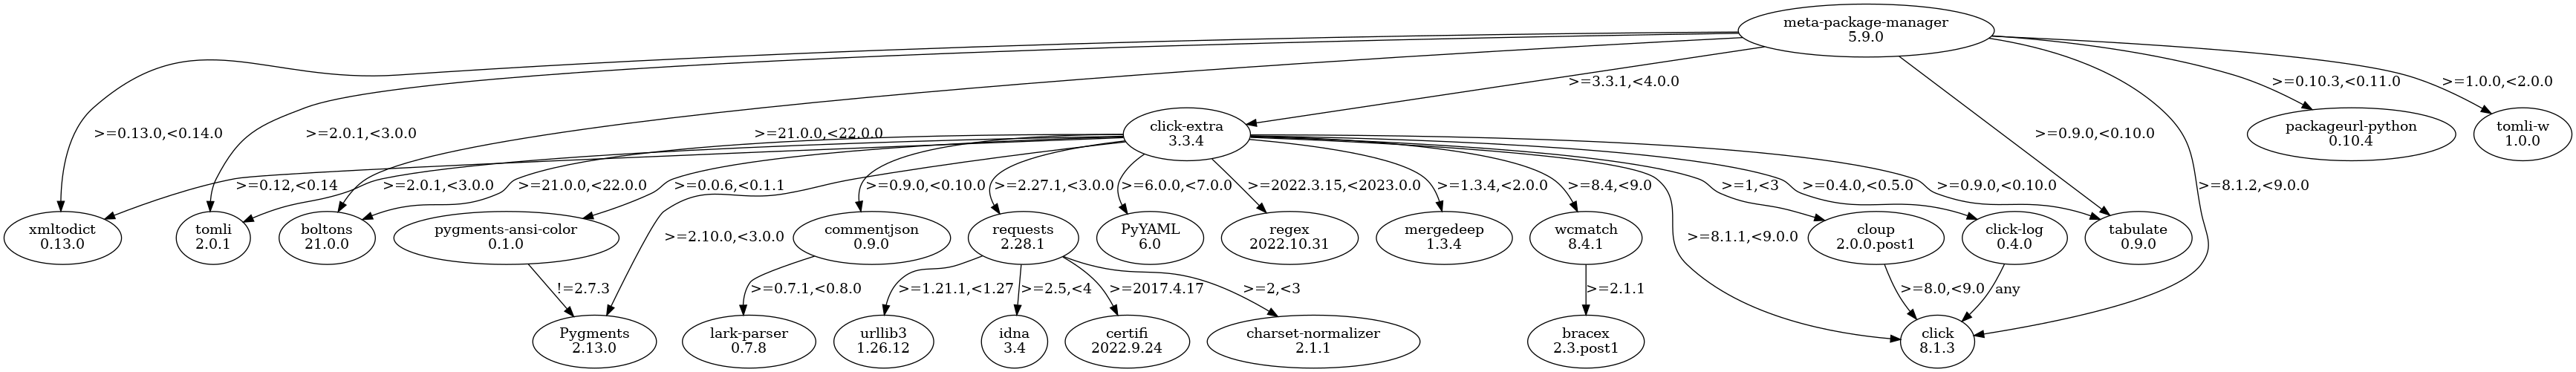 meta-package-manager
5.9.0
>=3.3.1,<4.0.0
>=0.10.3,<0.11.0
>=1.0.0,<2.0.0
>=0.13.0,<0.14.0
>=2.0.1,<3.0.0
>=21.0.0,<22.0.0
click-extra
3.3.4
>=0.9.0,<0.10.0
packageurl-python
0.10.4
tomli-w
1.0.0
>=0.12,<0.14
>=2.0.1,<3.0.0
>=21.0.0,<22.0.0
>=0.0.6,<0.1.1
>=0.9.0,<0.10.0
>=2.27.1,<3.0.0
>=6.0.0,<7.0.0
>=2022.3.15,<2023.0.0
>=1.3.4,<2.0.0
>=8.4,<9.0
>=1,<3
>=0.4.0,<0.5.0
>=0.9.0,<0.10.0
>=8.1.2,<9.0.0
xmltodict
0.13.0
tomli
2.0.1
boltons
21.0.0
pygments-ansi-color
0.1.0
>=2.10.0,<3.0.0
commentjson
0.9.0
requests
2.28.1
PyYAML
6.0
regex
2022.10.31
mergedeep
1.3.4
wcmatch
8.4.1
>=8.1.1,<9.0.0
cloup
2.0.0.post1
click-log
0.4.0
tabulate
0.9.0
!=2.7.3
>=0.7.1,<0.8.0
>=1.21.1,<1.27
>=2.5,<4
>=2017.4.17
>=2,<3
>=2.1.1
>=8.0,<9.0
any
Pygments
2.13.0
lark-parser
0.7.8
urllib3
1.26.12
idna
3.4
certifi
2022.9.24
charset-normalizer
2.1.1
bracex
2.3.post1
click
8.1.3